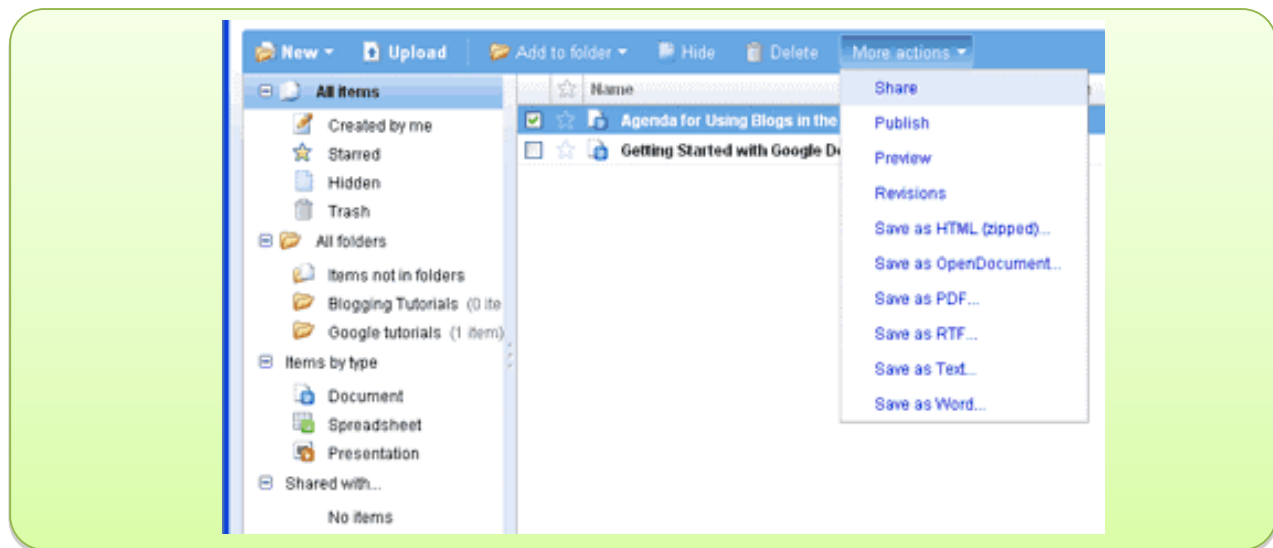 New Upload Add to folder Hide Delete More actions
All items
Created by me
Starred
Hidden
Trash
All folders
Items not in folders
Blogging Tutorials (0 ite
Google tutorials (1 item)
Items by type
Document
Spreadsheet
Presentation
Shared with...
No items
Name
Agenda for Using Blogs in the
Getting Started with Google D
Share
Publish
Preview
Revisions
Save as HTML (zipped)...
Save as OpenDocument...
Save as PDF...
Save as RTF...
Save as Text...
Save as Word...